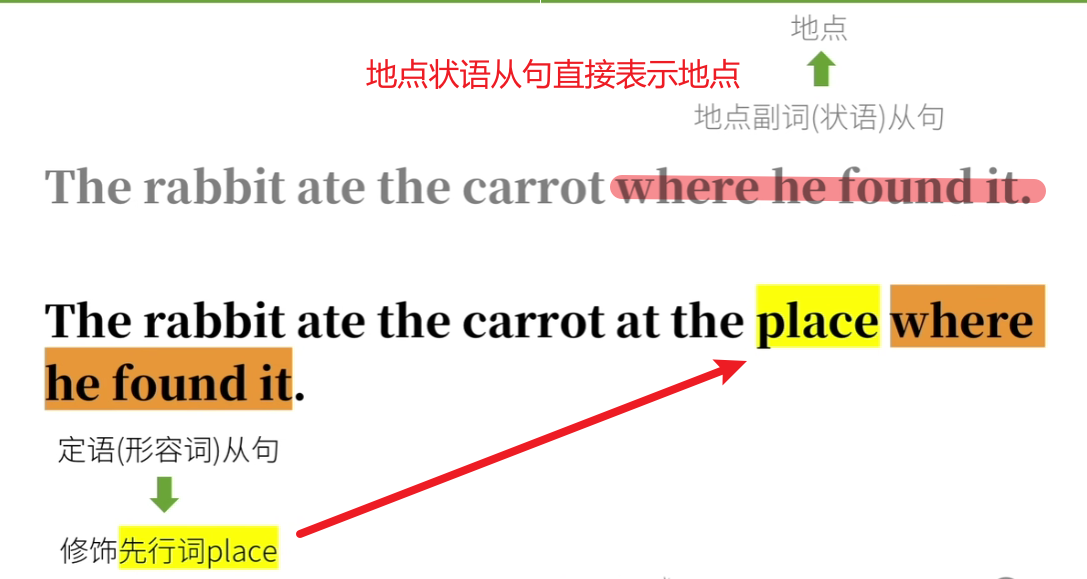 地点
地点状语从句直接表示地点
地点副词(状语)从句
The rabbit ate the carrot where he found it.
The rabbit ate the carrot at the place where
he found it.
定语(形容词)从句
修饰先行词place